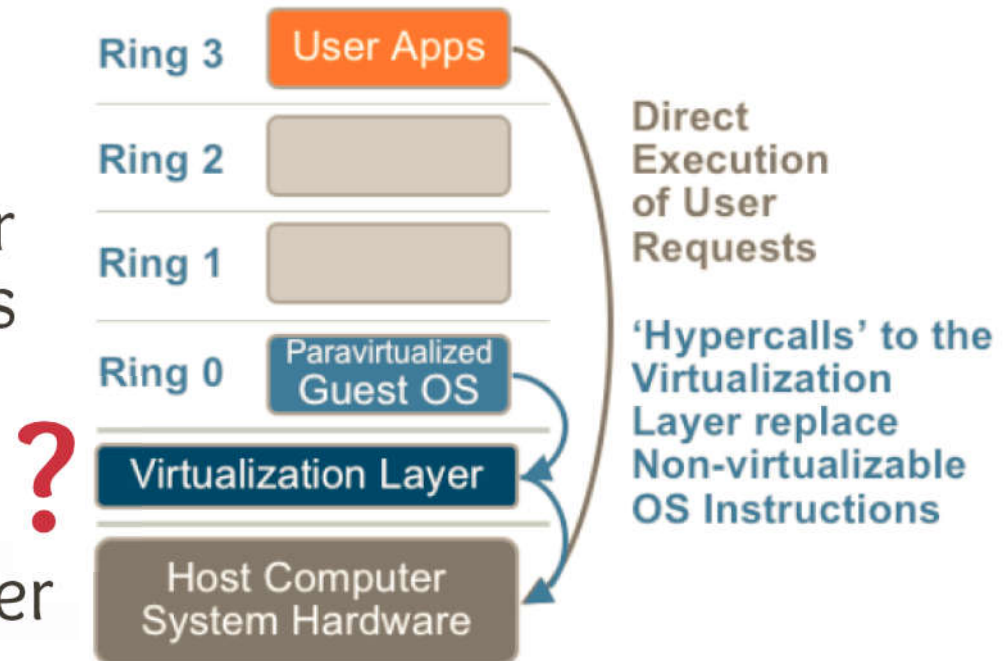 Ring 3
User Apps
Ring 2
Ring 1
Ring 0
Paravirtualized
Guest OS
?
Virtualization Layer
Host Computer
System Hardware
Direct
Execution
of User
Requests
‘Hypercalls’ to the
Virtualization
Layer replace
Non-virtualizable
OS Instructions